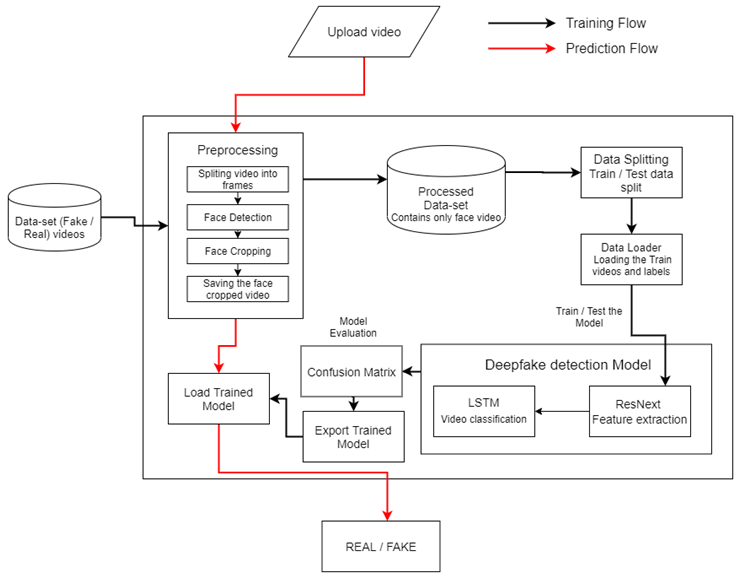 Upload video
Training Flow
Prediction Flow
Preprocessing
Spliting video into
frames
Face Detection
Face Cropping
Saving the face
cropped video
Data-set (Fake /
Real) videos
Processed
Data-set
Contains only face video
Data Splitting
Train / Test data
split
Data Loader
Loading the Train
videos and labels
Train / Test the
Model
Model
Evaluation
Confusion Matrix
Export Trained
Model
Load Trained
Model
Deepfake detection Model
LSTM
Video classification
ResNext
Feature extraction
REAL / FAKE